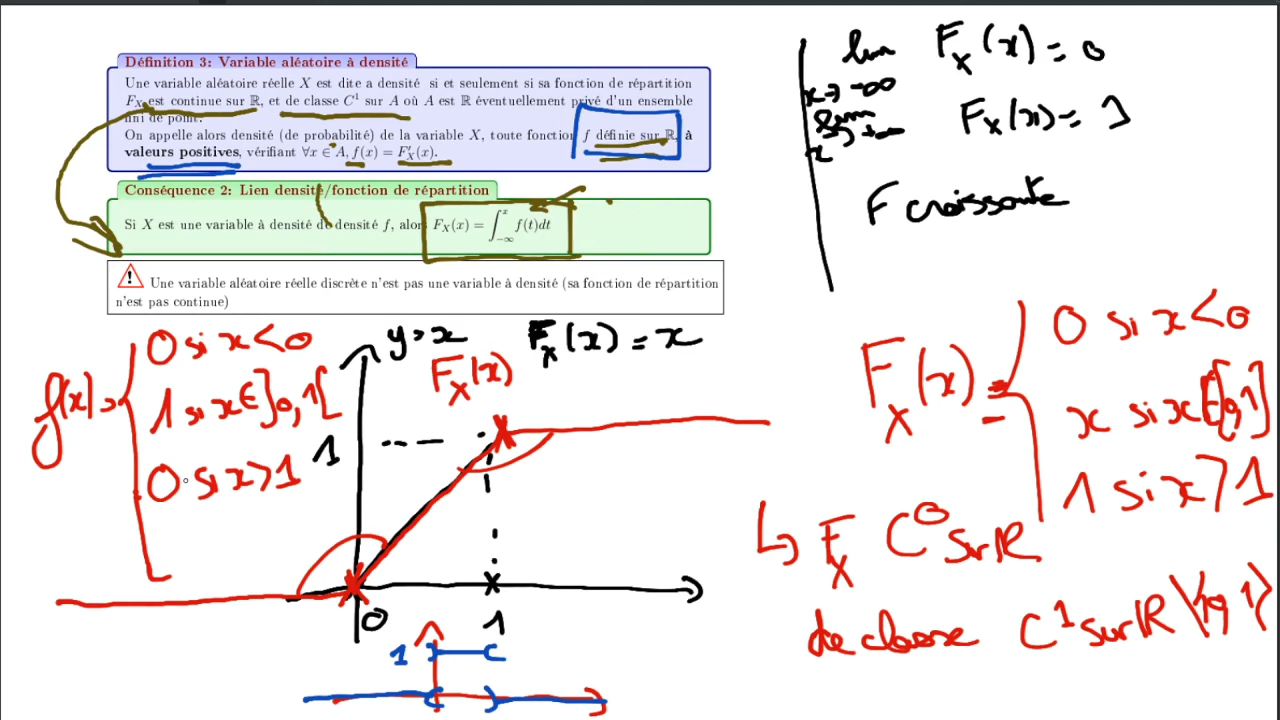 Définition 3: Variable aléatoire à densité
Une variable aléatoire réelle X est dite a densité si et seulement si sa fonction de répartition
F_X est continue sur ℝ, et de classe C¹ sur A où A est ℝ éventuellement privé d'un ensemble
fini de point.
On appelle alors densité (de probabilité) de la variable X, toute fonction f définie sur ℝ, à
valeurs positives, vérifiant ∀x ∈ A, f(x) = F'_X(x).
Conséquence 2: Lien densité/fonction de répartition
Si X est une variable à densité de densité f, alors F_X(x) = ∫_{-∞}^{x} f(t)dt
Une variable aléatoire réelle discrète n'est pas une variable à densité (sa fonction de répartition
n'est pas continue)
lim F_X(x) = 0
x→-∞
lim F_X(x) = 1
x→+∞
F croissante
y=x F_X(x) = x
F_X(x)
f(x) =
0 si x<0
1 si x∈]0,1[
0 si x>1
1
0
1
1
F_X(x) =
0 si x<0
x si x∈[0,1]
1 si x>1
↳ F_X C⁰ sur ℝ
de classe C¹ sur ℝ\{0,1}